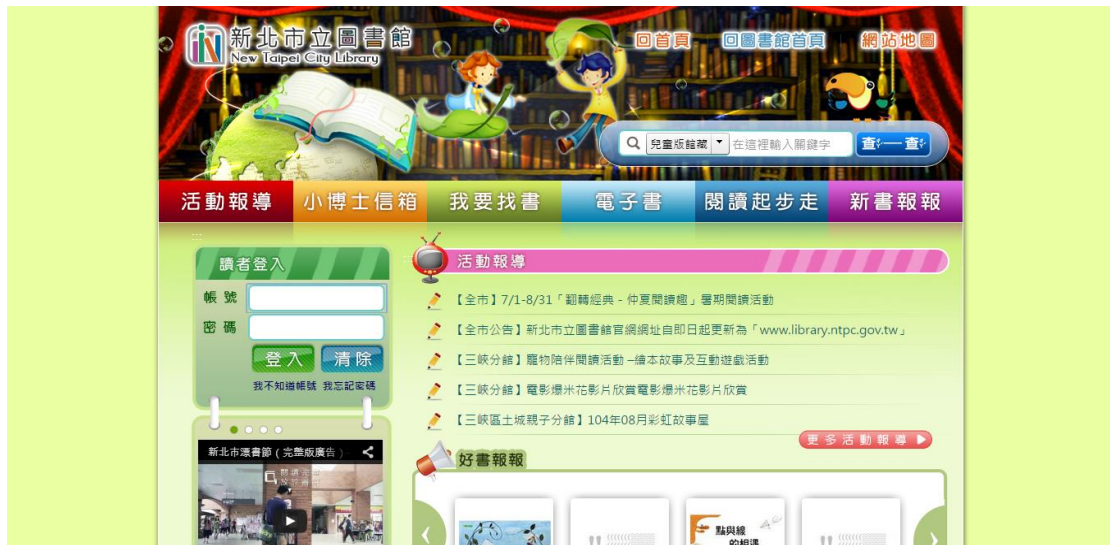 新北市立圖書館
New Taipei City Library
回首頁 回圖書館首頁 網站地圖
兒童版館藏 在這裡輸入關鍵字 查一查
活動報導 小博士信箱 我要找書 電子書 閱讀起步走 新書報報
讀者登入
帳號
密碼
登入 清除
我不知道帳號 我忘記密碼
新北市漂書節(完整版廣告)
活動報導
【全市】7/1-8/31「翻轉經典 - 仲夏閱讀趣」暑期閱讀活動
【全市公告】新北市立圖書館官網網址自即日起更新為「www.library.ntpc.gov.tw」
【三峽分館】寵物陪伴閱讀活動 –繪本故事及互動遊戲活動
【三峽分館】電影爆米花影片欣賞電影爆米花影片欣賞
【三峽區土城親子分館】104年08月彩虹故事屋
更多活動報導
好書報報
點與線
的相遇